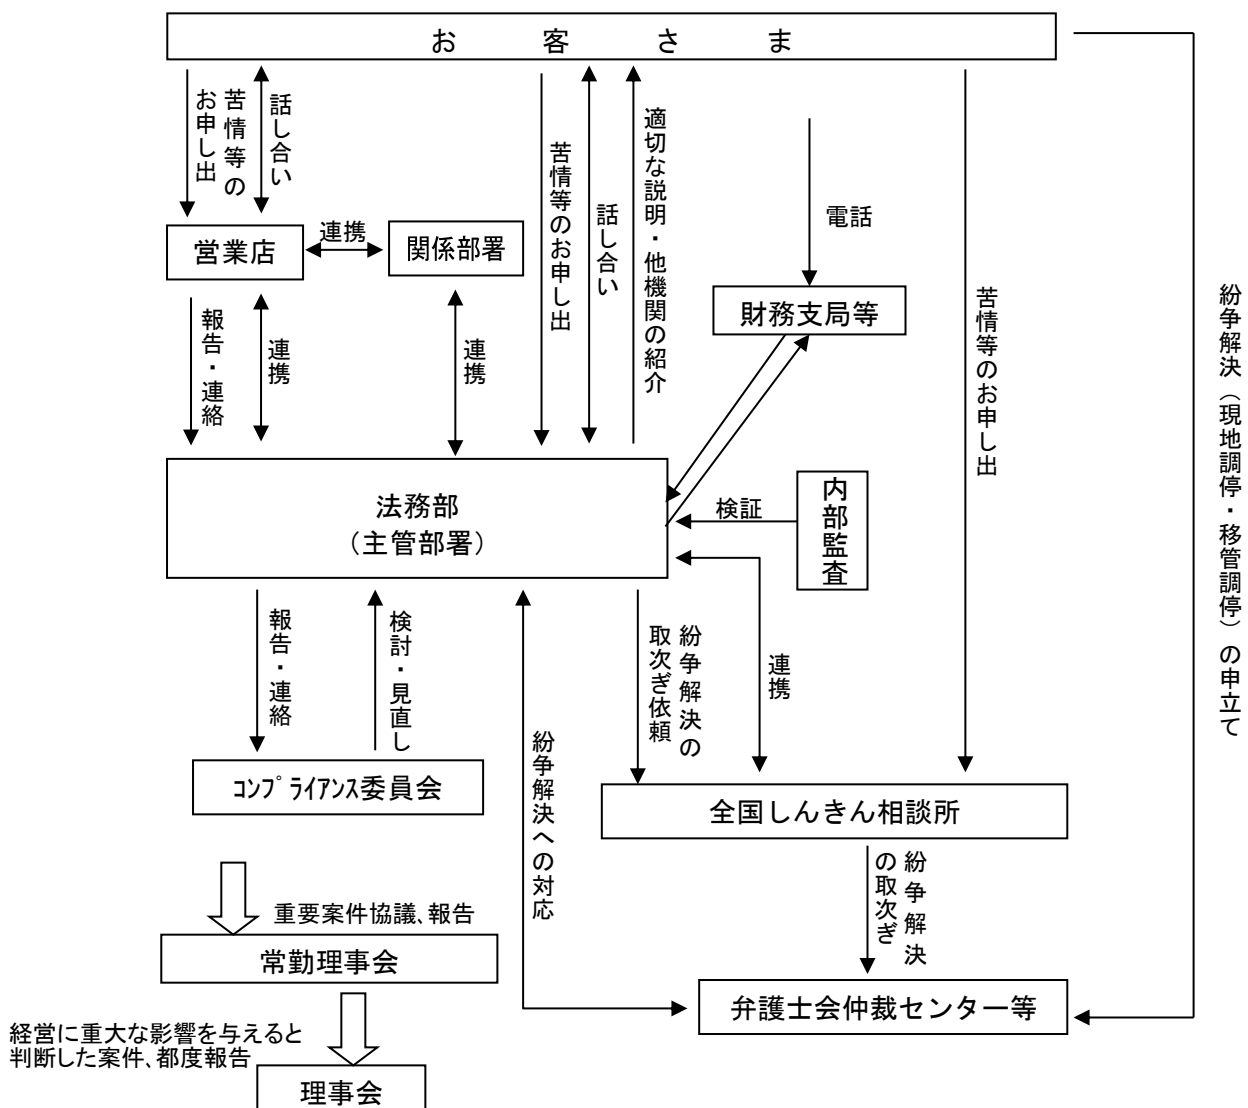 お客さま
苦情等の
お申し出
話し合い
苦情等のお申し出
話し合い
適切な説明・他機関の紹介
電話
苦情等のお申し出
紛争解決（現地調停・移管調停）の申立て
営業店
連携
関係部署
財務支局等
報告・連絡
連携
連携
法務部
（主管部署）
検証
内部監査
報告・連絡
検討・見直し
紛争解決の
取次ぎ依頼
連携
紛争解決への対応
ｺﾝﾌﾟﾗｲｱﾝｽ委員会
全国しんきん相談所
紛争解決
の取次ぎ
重要案件協議、報告
常勤理事会
弁護士会仲裁センター等
経営に重大な影響を与えると
判断した案件、都度報告
理事会